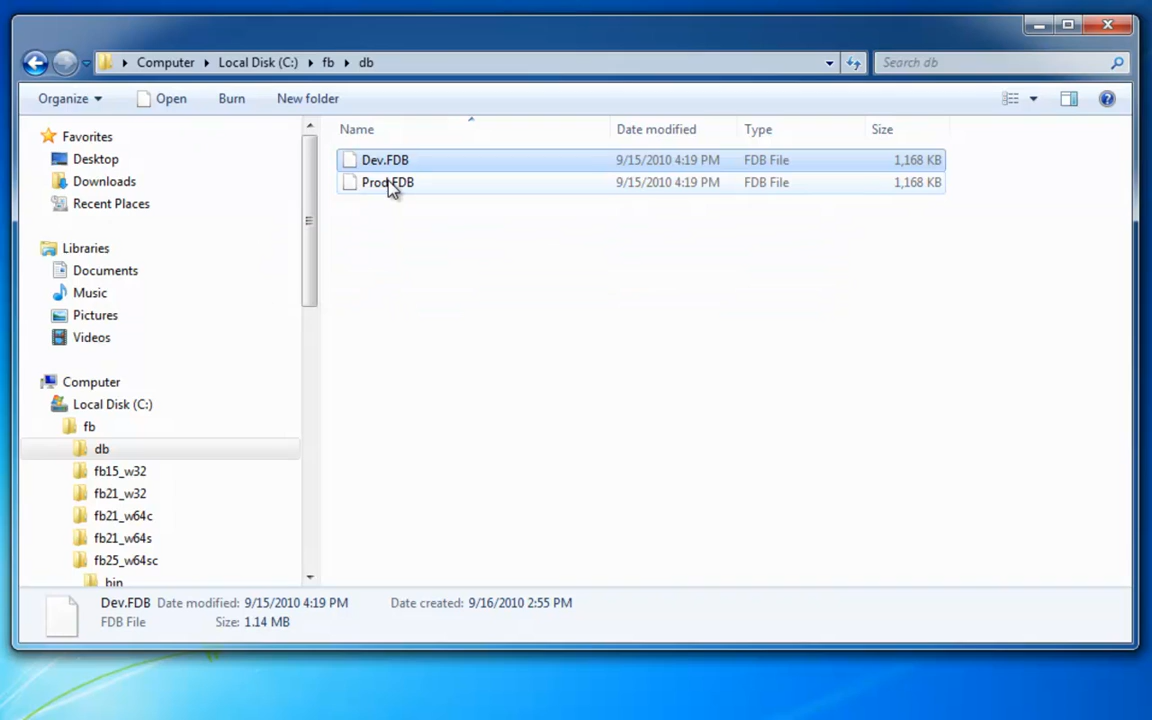 Computer Local Disk (C:) fb db Search db
Organize Open Burn New folder
Name Date modified Type Size
Dev.FDB 9/15/2010 4:19 PM FDB File 1,168 KB
Prod.FDB 9/15/2010 4:19 PM FDB File 1,168 KB
Favorites
Desktop
Downloads
Recent Places
Libraries
Documents
Music
Pictures
Videos
Computer
Local Disk (C:)
fb
db
fb15_w32
fb21_w32
fb21_w64c
fb21_w64s
fb25_w64sc
bin
Dev.FDB Date modified: 9/15/2010 4:19 PM Date created: 9/16/2010 2:55 PM
FDB File Size: 1.14 MB